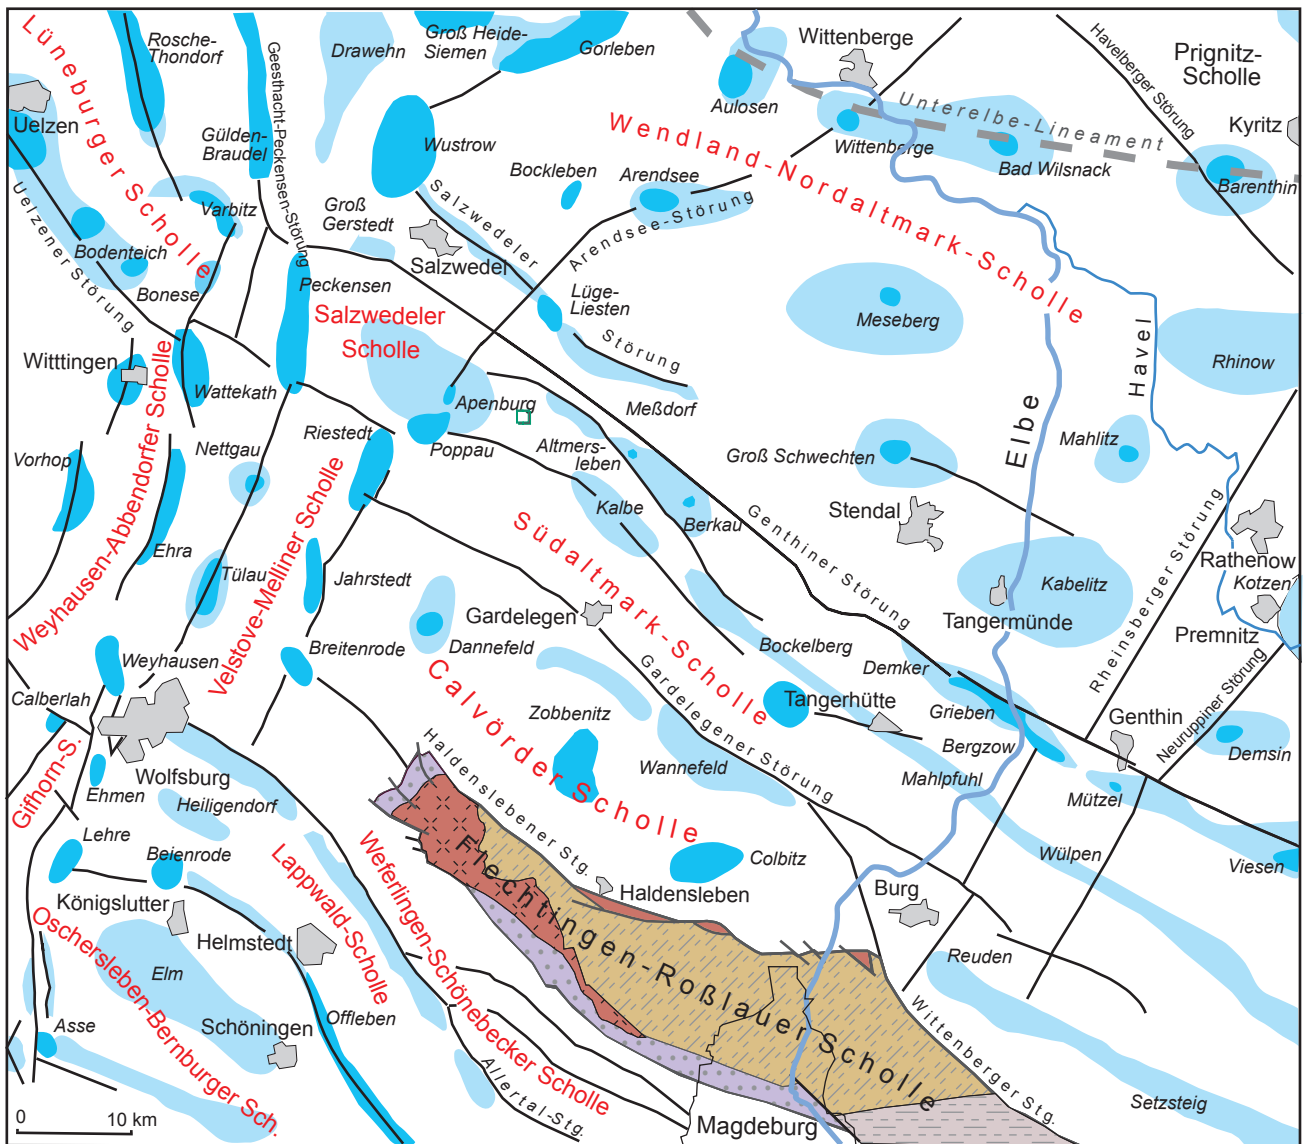 Lüneburger Scholle
Rosche-
Thondorf
Geesthacht-Peckensen-Störung
Drawehn
Groß Heide-
Siemen
Gorleben
Wittenberge
Havelberger Störung
Prignitz-
Scholle
Uelzen
Gülden-
Braudel
Wustrow
Aulosen
Unterelbe-Lineament
Kyritz
Wendland-Nordaltmark-Scholle
Wittenberge
Bad Wilsnack
Barenthin
Bockleben
Arendsee
Uelzener Störung
Varbitz
Groß
Gerstedt
Salzwedeler
Störung
Arendsee-Störung
Bodenteich
Salzwedel
Bonese
Peckensen
Lüge-
Liesten
Salzwedeler
Scholle
Meseberg
Havel
Rhinow
Witttingen
Wattekath
Apenburg
Meßdorf
Elbe
Vorhop
Nettgau
Riestedt
Poppau
Altmers-
leben
Groß Schwechten
Mahlitz
Weyhausen-Abbendorfer Scholle
Velstove-Melliner Scholle
Kalbe
Berkau
Stendal
Genthiner Störung
Südaltmark-Scholle
Rheinsberger Störung
Rathenow
Kotzen
Ehra
Tülau
Jahrstedt
Kabelitz
Gardelegen
Tangermünde
Premnitz
Weyhausen
Breitenrode
Dannefeld
Bockelberg
Demker
Calvörder Scholle
Gardelegener Störung
Calberlah
Zobbenitz
Tangerhütte
Grieben
Genthin
Neuruppiner Störung
Bergzow
Demsin
Gifhorn-S.
Wolfsburg
Haldenslebener Stg.
Wannefeld
Mahlpfuhl
Ehmen
Heiligendorf
Mützel
Lehre
Beienrode
Lappwald-Scholle
Weferlingen-Schönebecker Scholle
Flechtingen-Roßlauer Scholle
Colbitz
Wülpen
Viesen
Königslutter
Haldensleben
Burg
Oschersleben-Bernburger Sch.
Helmstedt
Elm
Reuden
Asse
Schöningen
Offleben
Wittenberger Stg.
Allertal-Stg.
Setzsteig
Magdeburg
0
10 km